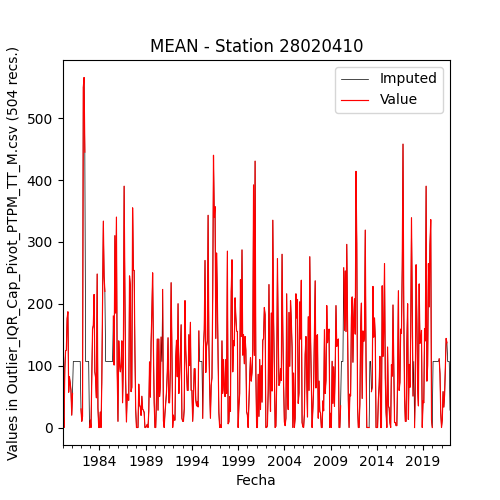 MEAN - Station 28020410
Imputed
Value
Values in Outlier_IQR_Cap_Pivot_PTPM_TT_M.csv (504 recs.)
500
400
300
200
100
0
1984 1989 1994 1999 2004 2009 2014 2019
Fecha